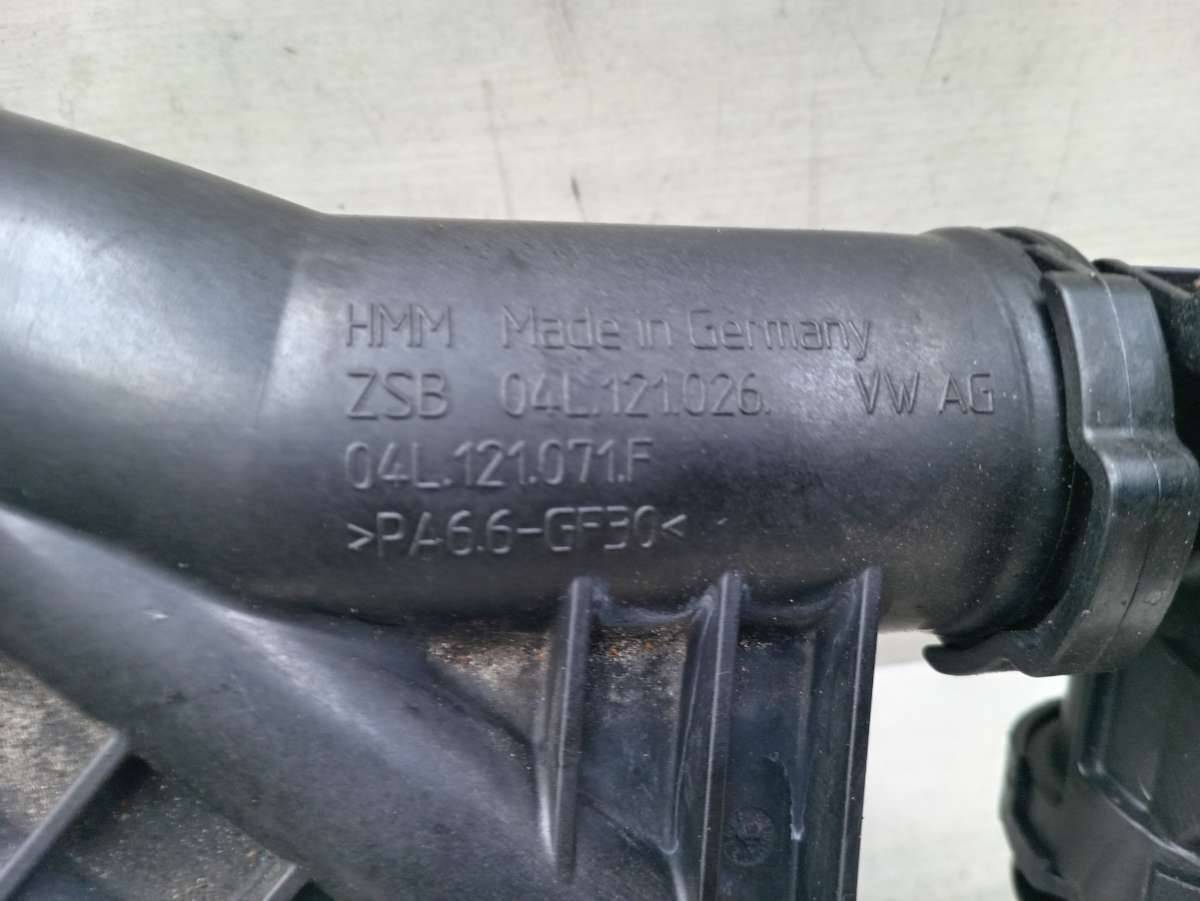 HMM Made in Germany
ZSB 04L.121.026. VW AG
04L.121.071.F
>PA6.6-GF30<